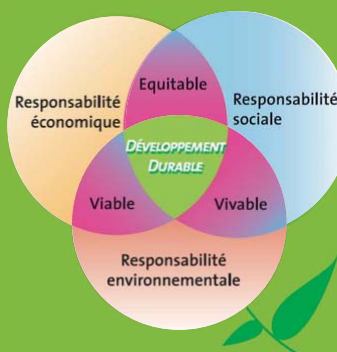 Equitable
Responsabilité
économique
Responsabilité
sociale
DÉVELOPPEMENT
DURABLE
Viable
Vivable
Responsabilité
environnementale